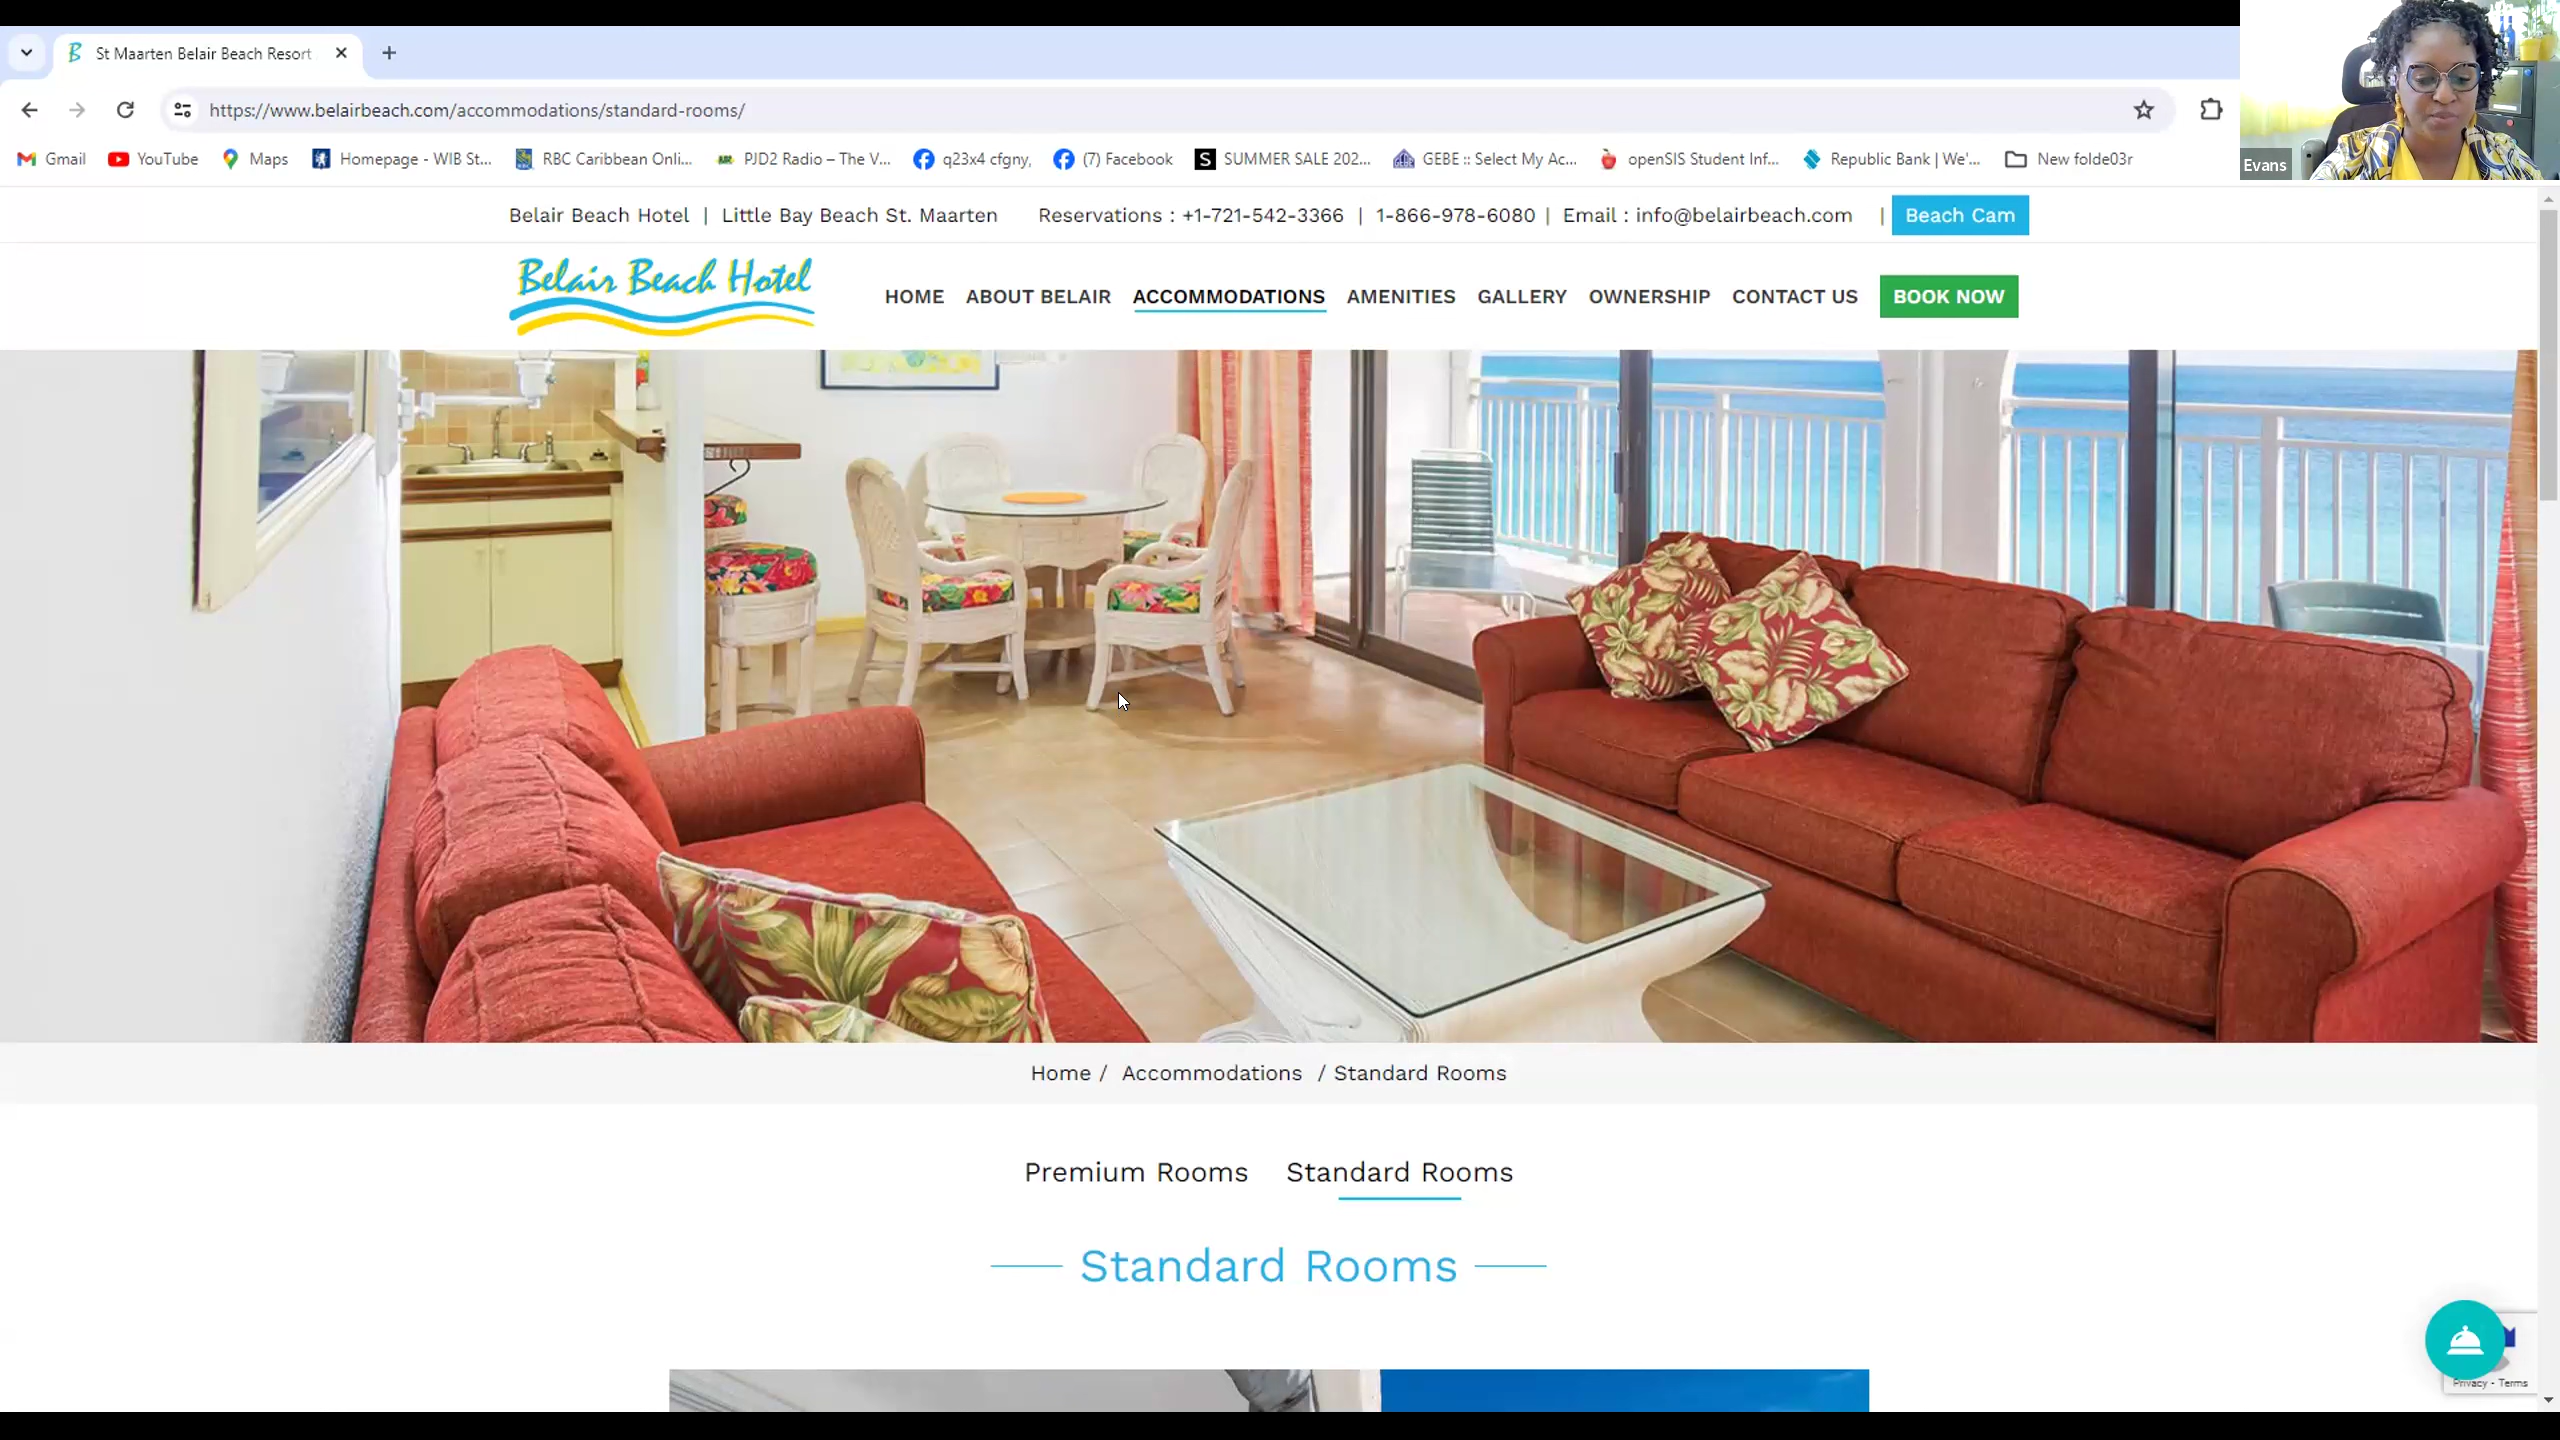 St Maarten Belair Beach Resort
https://www.belairbeach.com/accommodations/standard-rooms/
Gmail YouTube Maps Homepage - WIB St... RBC Caribbean Onli... PJD2 Radio – The V... q23x4 cfgny, (7) Facebook SUMMER SALE 202... GEBE :: Select My Ac... openSIS Student Inf... Republic Bank | We'... New folde03r
Evans
Belair Beach Hotel | Little Bay Beach St. Maarten Reservations : +1-721-542-3366 | 1-866-978-6080 | Email : info@belairbeach.com | Beach Cam
Belair Beach Hotel
HOME ABOUT BELAIR ACCOMMODATIONS AMENITIES GALLERY OWNERSHIP CONTACT US BOOK NOW
Home / Accommodations / Standard Rooms
Premium Rooms Standard Rooms
Standard Rooms
Privacy - Terms